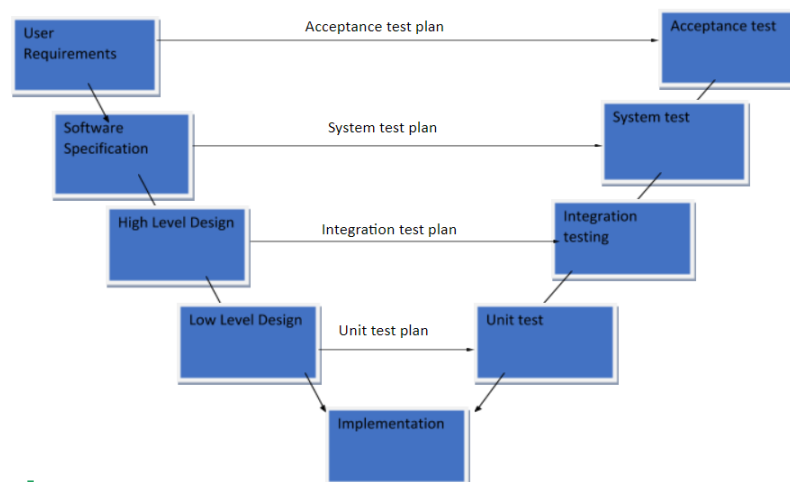 User
Requirements
Acceptance test plan
Acceptance test
Software
Specification
System test plan
System test
High Level Design
Integration test plan
Integration
testing
Low Level Design
Unit test plan
Unit test
Implementation